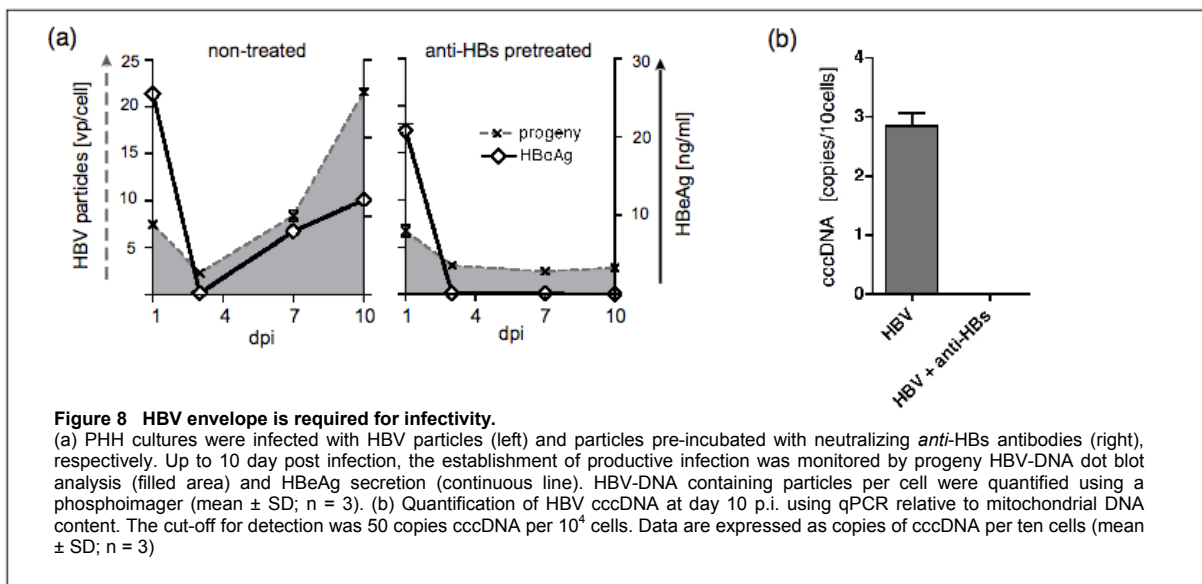 (a)
non-treated
anti-HBs pretreated
(b)
HBV particles [vp/cell]
25
20
15
10
5
1
4
7
10
dpi
progeny
HBeAg
1
4
7
10
dpi
30
20
10
HBeAg [ng/ml]
cccDNA [copies/10cells]
4
3
2
1
0
HBV
HBV + anti-HBs
Figure 8 HBV envelope is required for infectivity.
(a) PHH cultures were infected with HBV particles (left) and particles pre-incubated with neutralizing anti-HBs antibodies (right),
respectively. Up to 10 day post infection, the establishment of productive infection was monitored by progeny HBV-DNA dot blot
analysis (filled area) and HBeAg secretion (continuous line). HBV-DNA containing particles per cell were quantified using a
phosphoimager (mean ± SD; n = 3). (b) Quantification of HBV cccDNA at day 10 p.i. using qPCR relative to mitochondrial DNA
content. The cut-off for detection was 50 copies cccDNA per 10⁴ cells. Data are expressed as copies of cccDNA per ten cells (mean
± SD; n = 3)